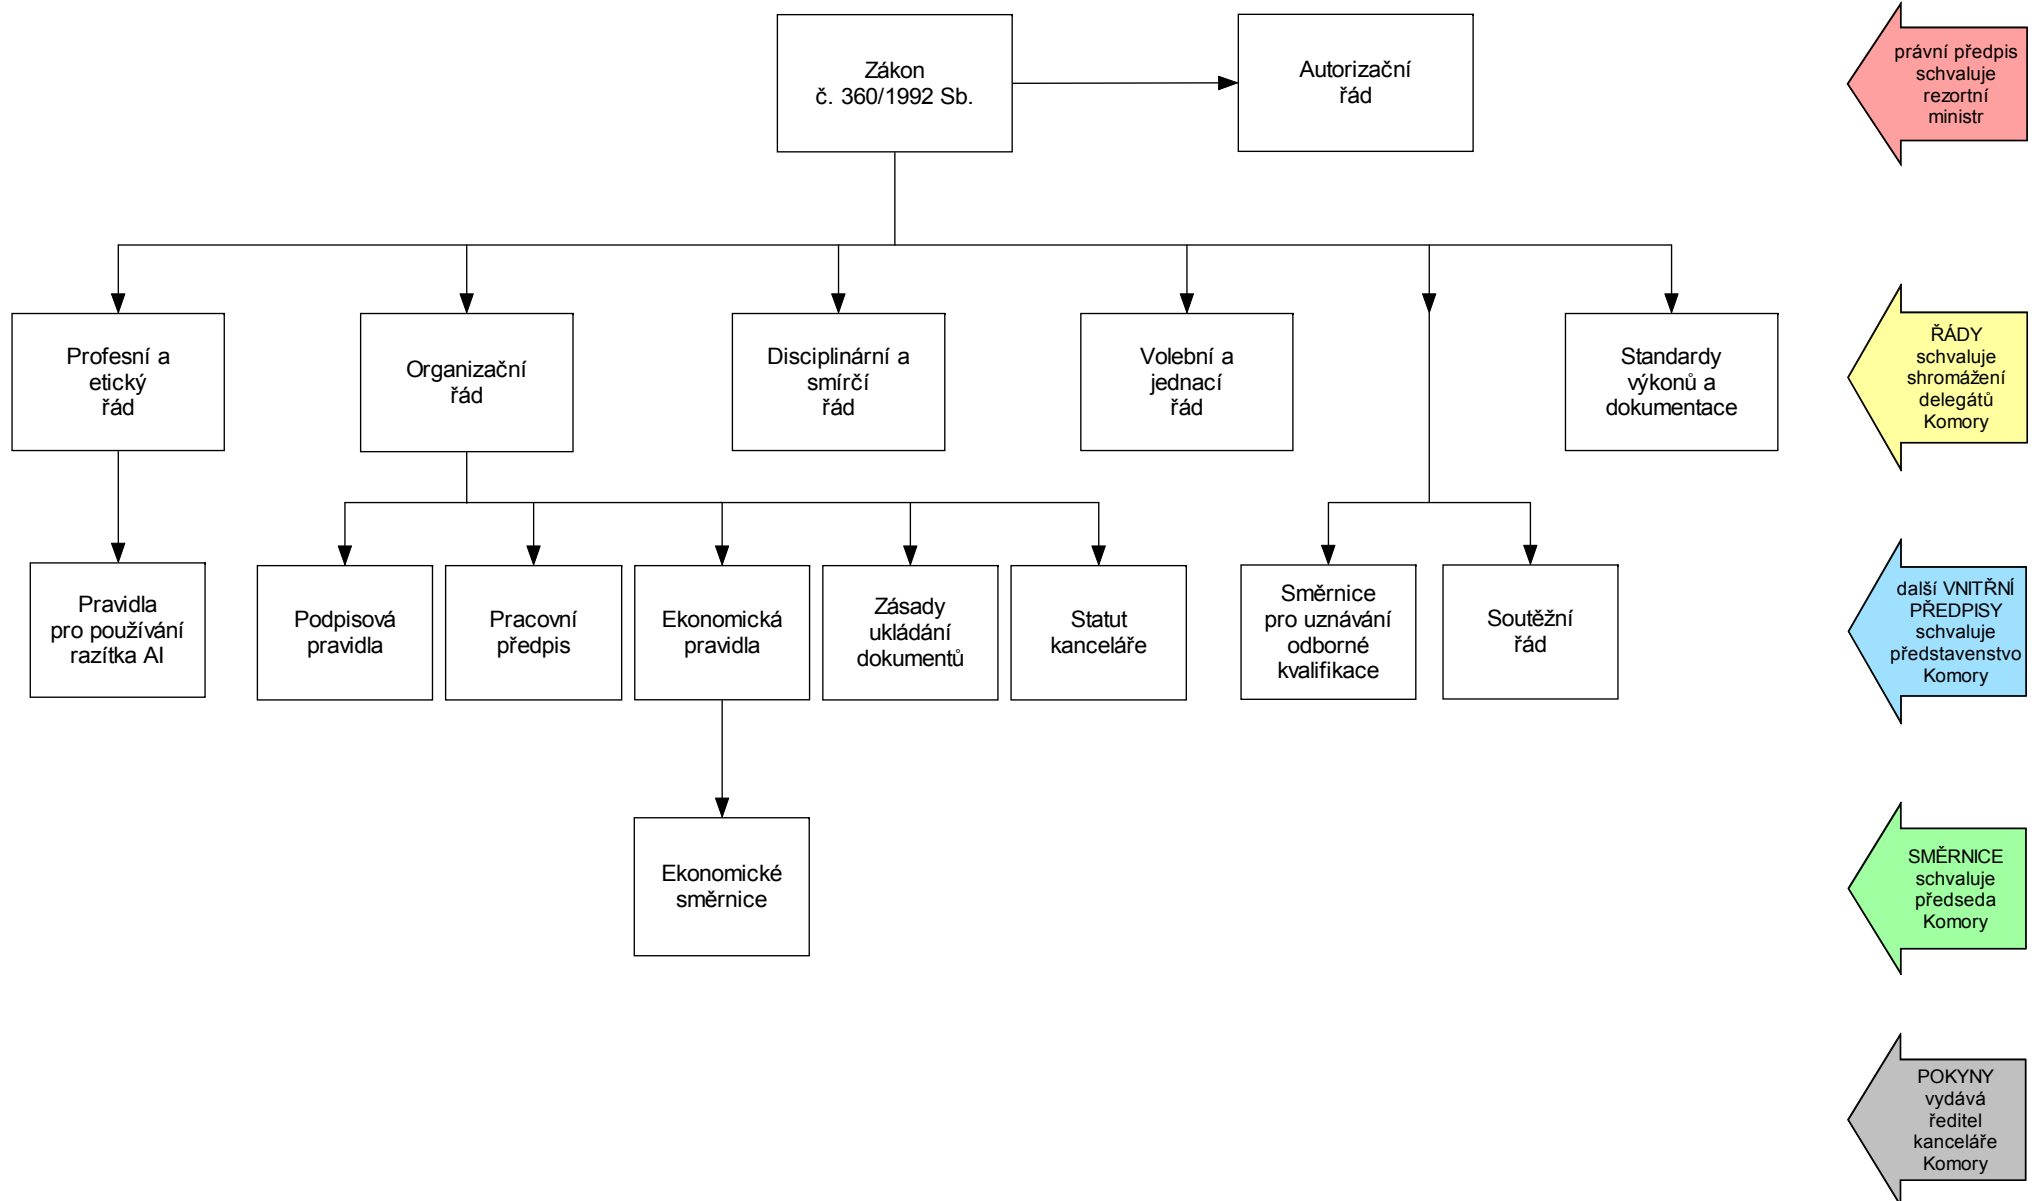 Zákon
č. 360/1992 Sb.
Autorizační
řád
právní předpis
schvaluje
rezortní
ministr
Profesní a
etický
řád
Organizační
řád
Disciplinární a
smírčí
řád
Volební a
jednací
řád
Standardy
výkonů a
dokumentace
ŘÁDY
schvaluje
shromážení
delegátů
Komory
Pravidla
pro používání
razítka AI
Podpisová
pravidla
Pracovní
předpis
Ekonomická
pravidla
Zásady
ukládání
dokumentů
Statut
kanceláře
Směrnice
pro uznávání
odborné
kvalifikace
Soutěžní
řád
další VNITŘNÍ
PŘEDPISY
schvaluje
představenstvo
Komory
Ekonomické
směrnice
SMĚRNICE
schvaluje
předseda
Komory
POKYNY
vydává
ředitel
kanceláře
Komory